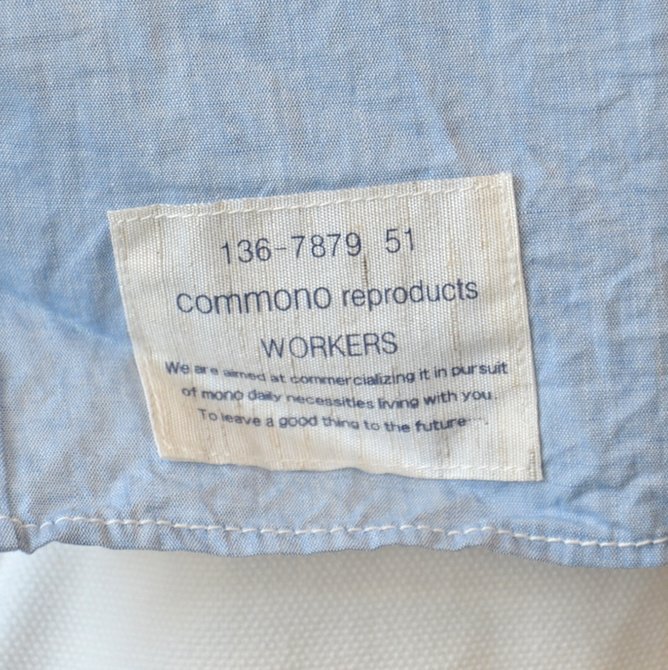 136-7879 51
commono reproducts
WORKERS
We are aimed at commercializing it in pursuit
of mono daily necessities living with you.
To leave a good thing to the future….